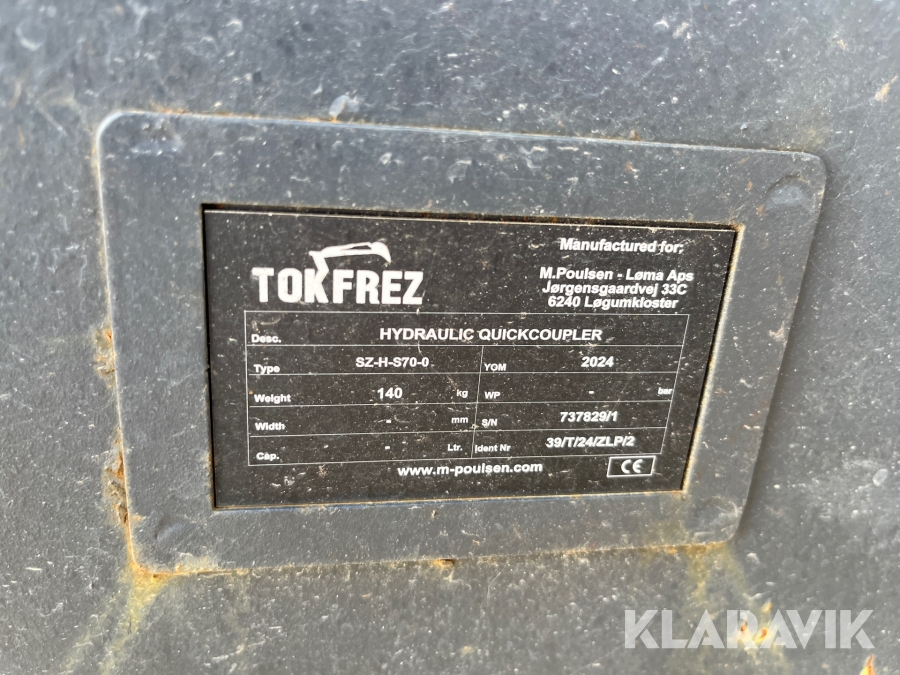 TOKFREZ
Manufactured for:
M.Poulsen - Løma Aps
Jørgensgaardvej 33C
6240 Løgumkloster
Desc. HYDRAULIC QUICKCOUPLER
Type SZ-H-S70-0 YOM 2024
Weight 140 kg WP - bar
Width - mm S/N 737829/1
Cap. - Ltr. Ident Nr 39/T/24/ZLP/2
www.m-poulsen.com CE
KLARAVIK